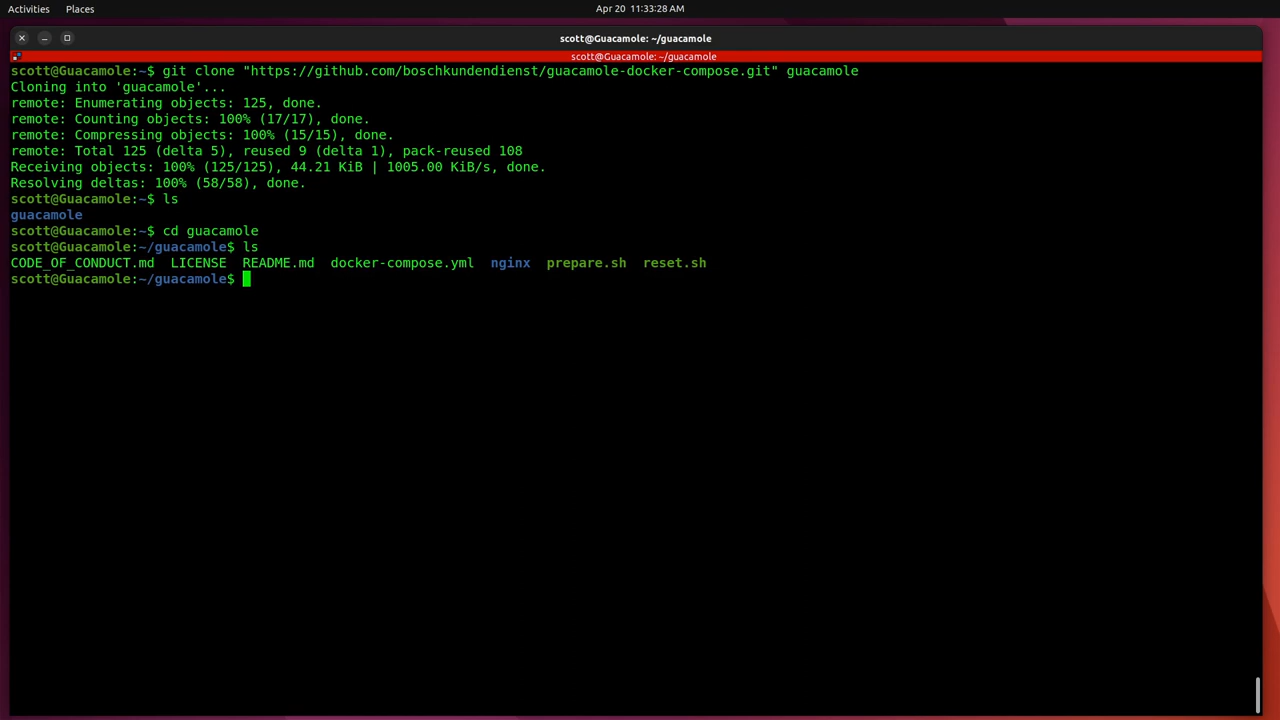 Activities Places Apr 20 11:33:28 AM
scott@Guacamole: ~/guacamole
scott@Guacamole: ~/guacamole
scott@Guacamole:~$ git clone "https://github.com/boschkundendienst/guacamole-docker-compose.git" guacamole
Cloning into 'guacamole'...
remote: Enumerating objects: 125, done.
remote: Counting objects: 100% (17/17), done.
remote: Compressing objects: 100% (15/15), done.
remote: Total 125 (delta 5), reused 9 (delta 1), pack-reused 108
Receiving objects: 100% (125/125), 44.21 KiB | 1005.00 KiB/s, done.
Resolving deltas: 100% (58/58), done.
scott@Guacamole:~$ ls
guacamole
scott@Guacamole:~$ cd guacamole
scott@Guacamole:~/guacamole$ ls
CODE_OF_CONDUCT.md LICENSE README.md docker-compose.yml nginx prepare.sh reset.sh
scott@Guacamole:~/guacamole$